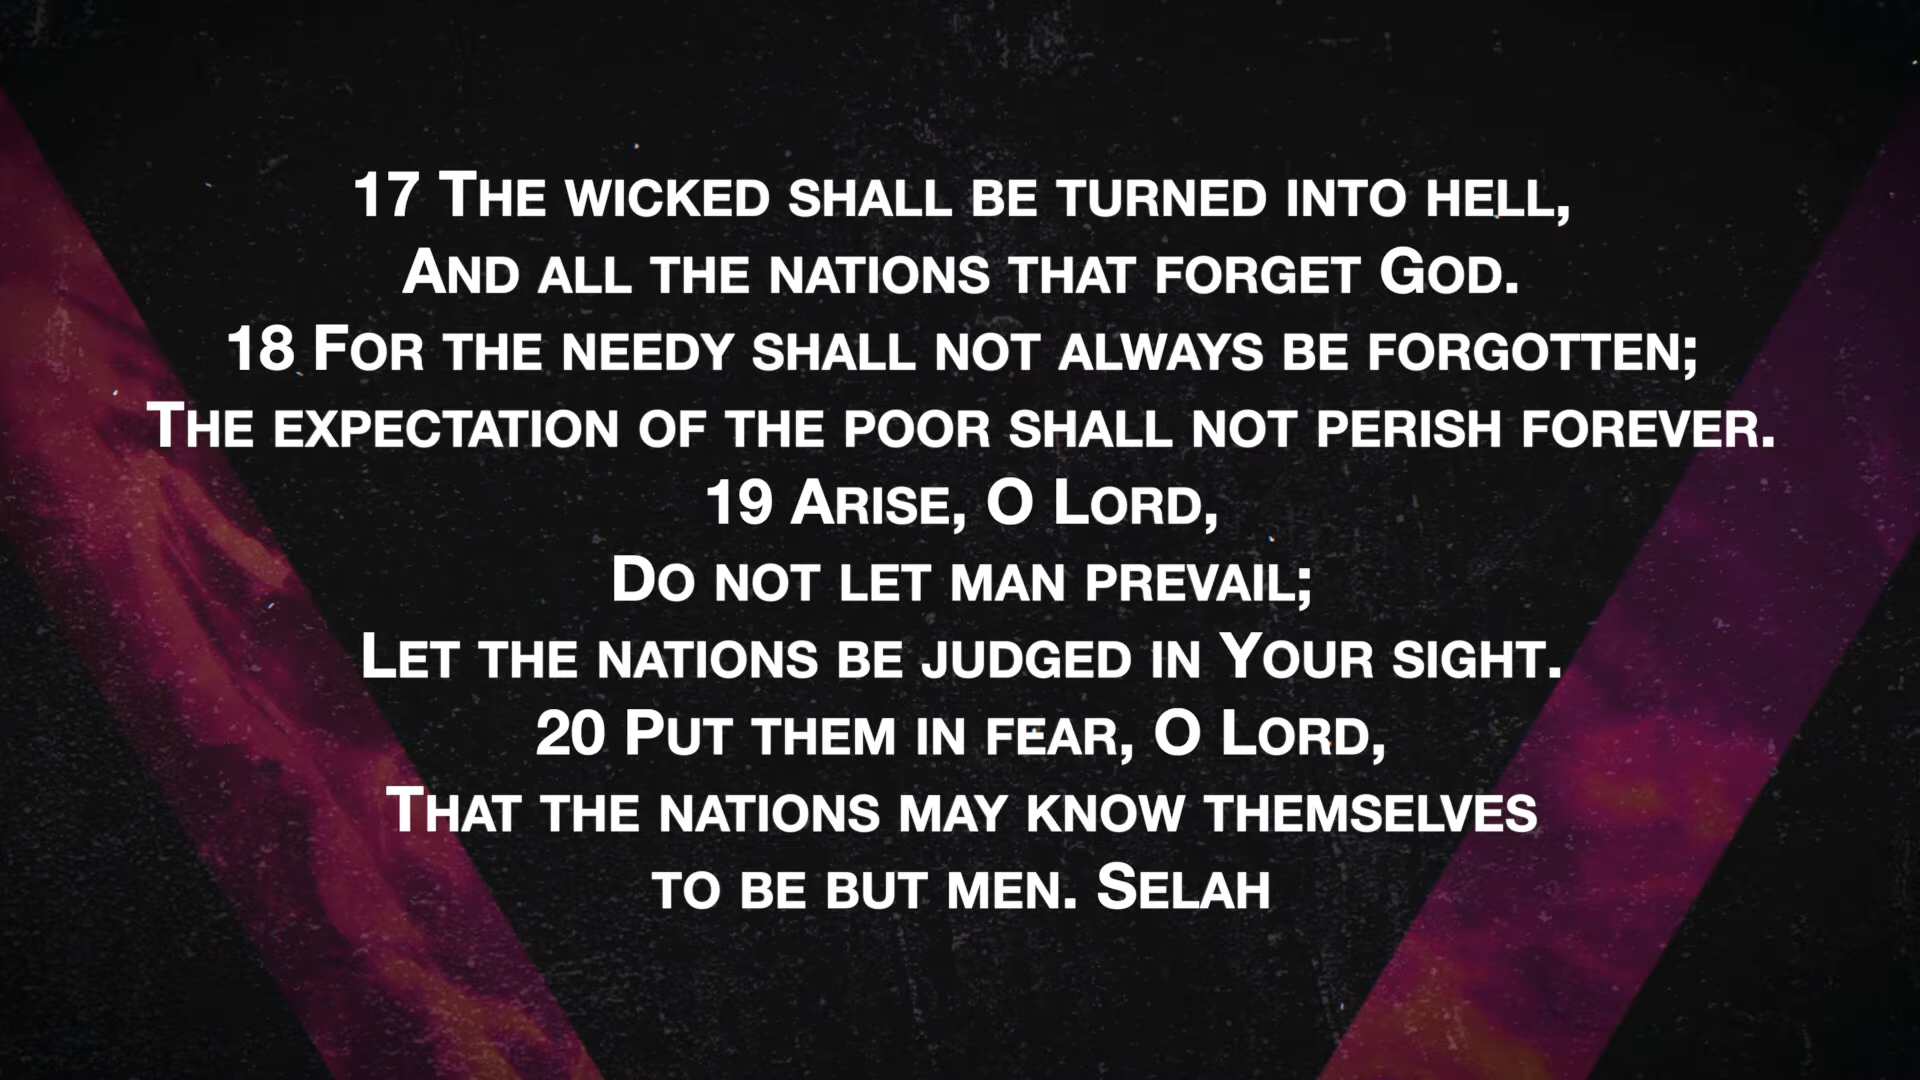 17 The wicked shall be turned into hell,
And all the nations that forget God.
18 For the needy shall not always be forgotten;
The expectation of the poor shall not perish forever.
19 Arise, O Lord,
Do not let man prevail;
Let the nations be judged in Your sight.
20 Put them in fear, O Lord,
That the nations may know themselves
to be but men. Selah